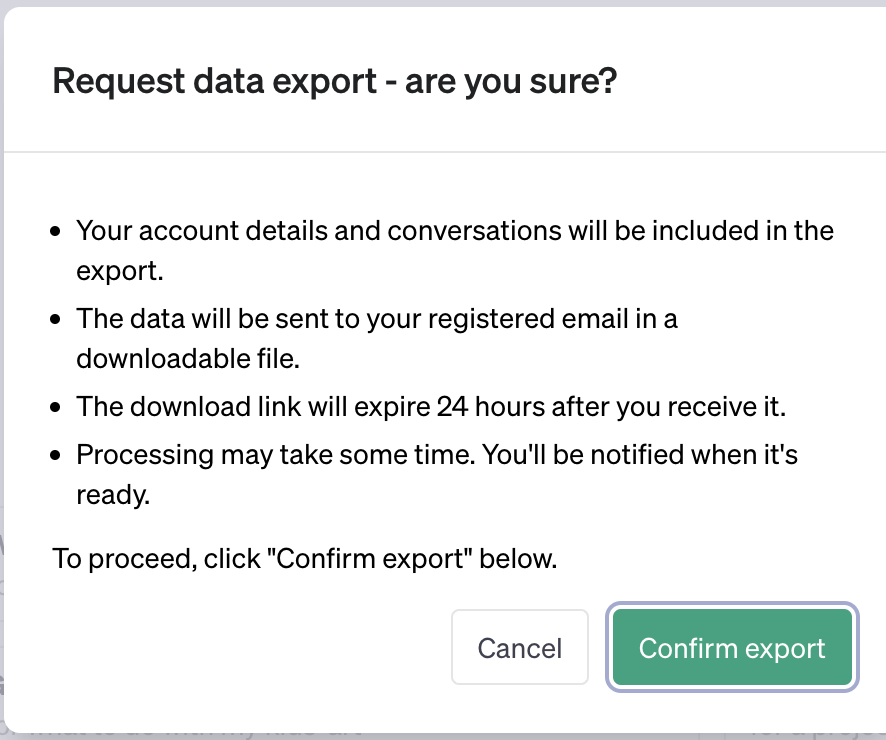 Request data export - are you sure?
Your account details and conversations will be included in the
export.
The data will be sent to your registered email in a
downloadable file.
The download link will expire 24 hours after you receive it.
Processing may take some time. You'll be notified when it's
ready.
To proceed, click "Confirm export" below.
Cancel
Confirm export